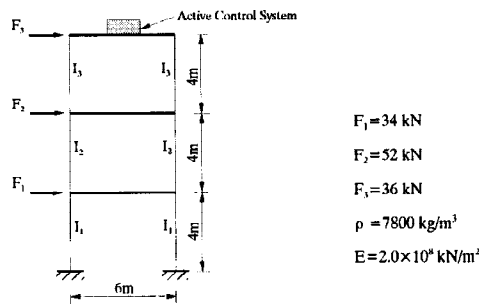 Active Control System
F₃
I₃ I₃
4m
F₂
I₂ I₂
4m
F₁
I₁ I₁
4m
6m
F₁=34 kN
F₂=52 kN
F₃=36 kN
ρ =7800 kg/m³
E=2.0×10⁸ kN/m²